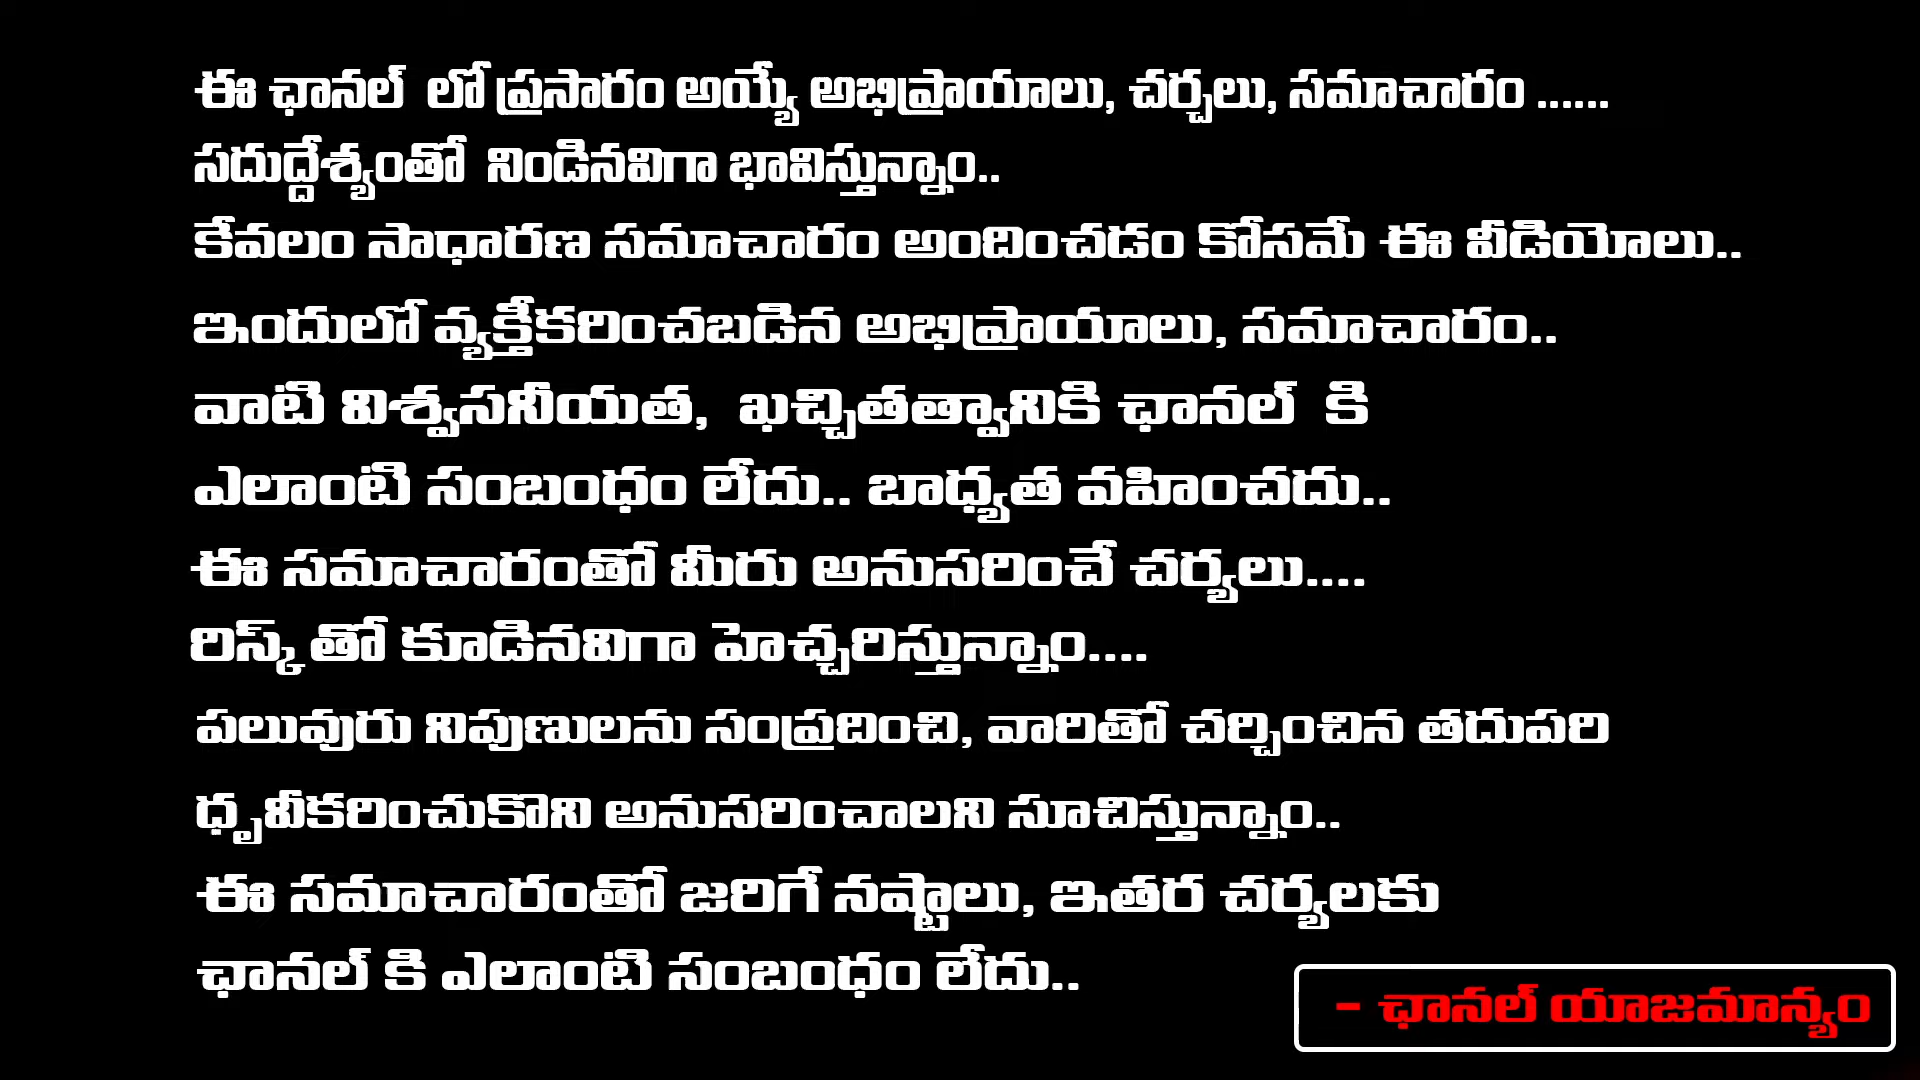 ఈ ఛానల్ లో ప్రసారం అయ్యే అభిప్రాయాలు, చర్చలు, సమాచారం ......
సదుద్దేశ్యంతో నిండినవిగా భావిస్తున్నాం..
కేవలం సాధారణ సమాచారం అందించడం కోసమే ఈ వీడియోలు..
ఇందులో వ్యక్తీకరించబడిన అభిప్రాయాలు, సమాచారం..
వాటి విశ్వసనీయత, ఖచ్చితత్వానికి ఛానల్ కి
ఎలాంటి సంబంధం లేదు.. బాధ్యత వహించదు..
ఈ సమాచారంతో మీరు అనుసరించే చర్యలు....
రిస్క్ తో కూడినవిగా హెచ్చరిస్తున్నాం....
పలువురు నిపుణులను సంప్రదించి, వారితో చర్చించిన తదుపరి
ధృవీకరించుకొని అనుసరించాలని సూచిస్తున్నాం..
ఈ సమాచారంతో జరిగే నష్టాలు, ఇతర చర్యలకు
ఛానల్ కి ఎలాంటి సంబంధం లేదు..
- ఛానల్ యాజమాన్యం